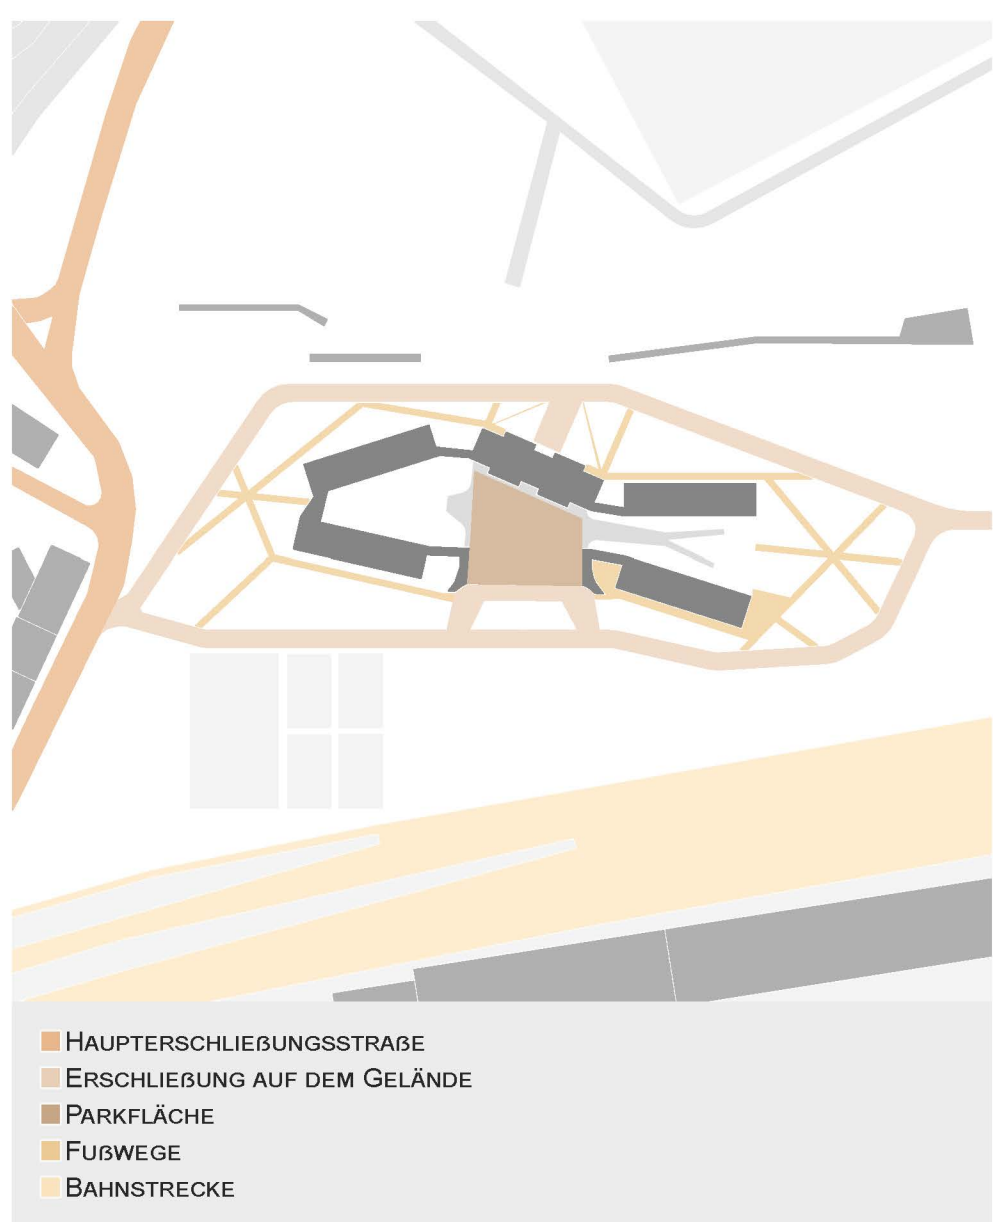 Haupterschließungsstraße
Erschließung auf dem Gelände
Parkfläche
Fußwege
Bahnstrecke